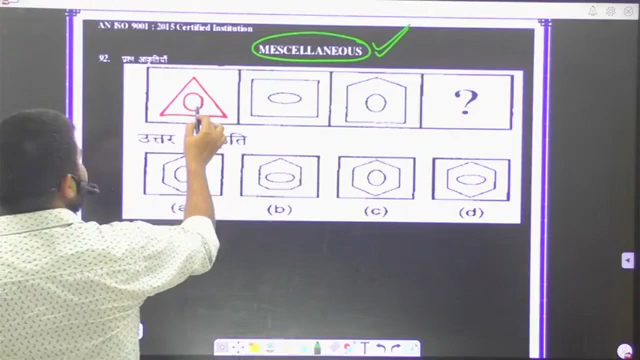 AN ISO 9001 : 2015 Certified Institution
MESCELLANEOUS
92. प्रश्न आकृतियाँ
?
उत्तर
(b) (c) (d)
T